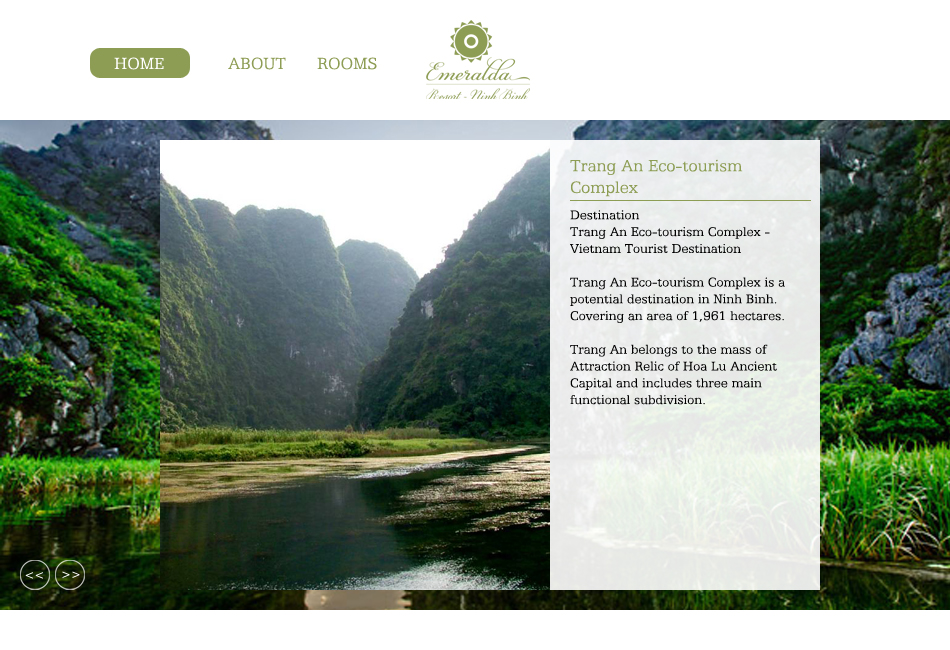 HOME
ABOUT
ROOMS
Emeralda
Resort - Ninh Binh
Trang An Eco-tourism
Complex
Destination
Trang An Eco-tourism Complex -
Vietnam Tourist Destination
Trang An Eco-tourism Complex is a
potential destination in Ninh Binh.
Covering an area of 1,961 hectares.
Trang An belongs to the mass of
Attraction Relic of Hoa Lu Ancient
Capital and includes three main
functional subdivision.
<< >>